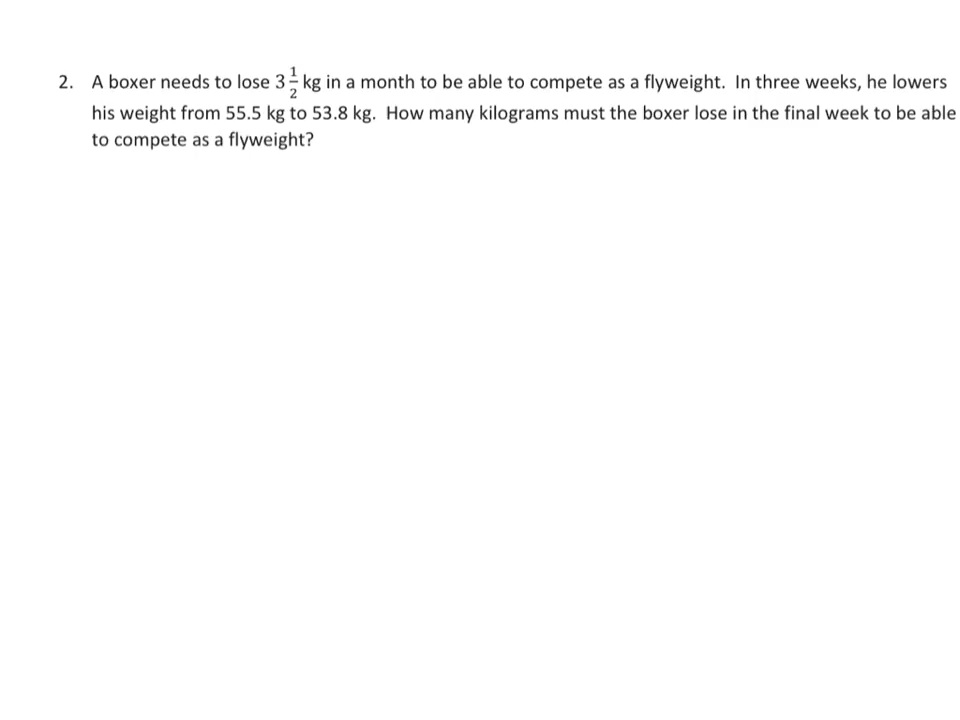 2. A boxer needs to lose 3 1/2 kg in a month to be able to compete as a flyweight. In three weeks, he lowers
his weight from 55.5 kg to 53.8 kg. How many kilograms must the boxer lose in the final week to be able
to compete as a flyweight?